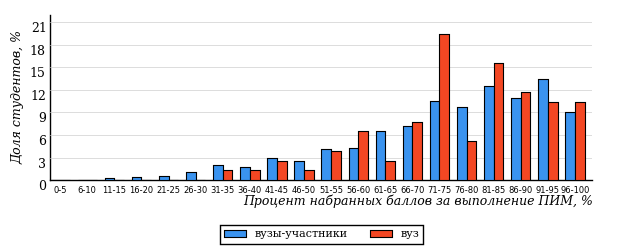 Доля студентов, %
21
18
15
12
9
6
3
0
0-5 6-10 11-15 16-20 21-25 26-30 31-35 36-40 41-45 46-50 51-55 56-60 61-65 66-70 71-75 76-80 81-85 86-90 91-95 96-100
Процент набранных баллов за выполнение ПИМ, %
вузы-участники вуз